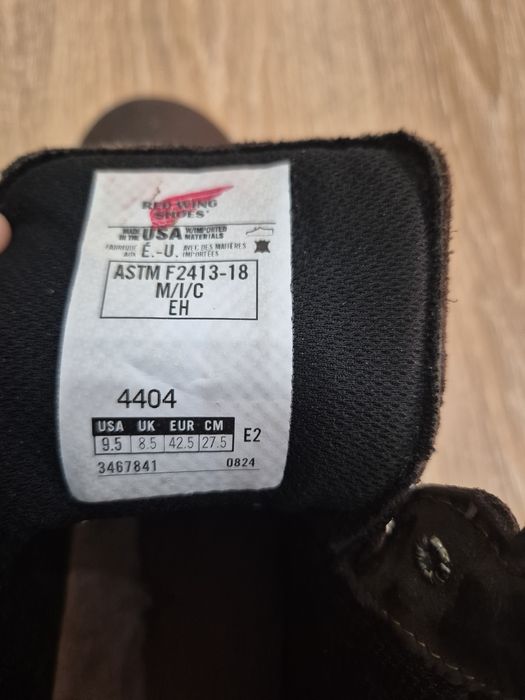 RED WING
SHOES®
MADE IN THE USA W/IMPORTED MATERIALS
FABRIQUÉ AUX É.-U. AVEC DES MATIÈRES IMPORTÉES
ASTM F2413-18
M/I/C
EH
4404
USA UK EUR CM
9.5 8.5 42.5 27.5 E2
3467841 0824